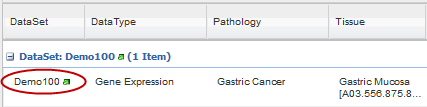 DataSet DataType Pathology Tissue
DataSet: Demo100 (1 Item)
Demo100 Gene Expression Gastric Cancer Gastric Mucosa
[A03.556.875.8...